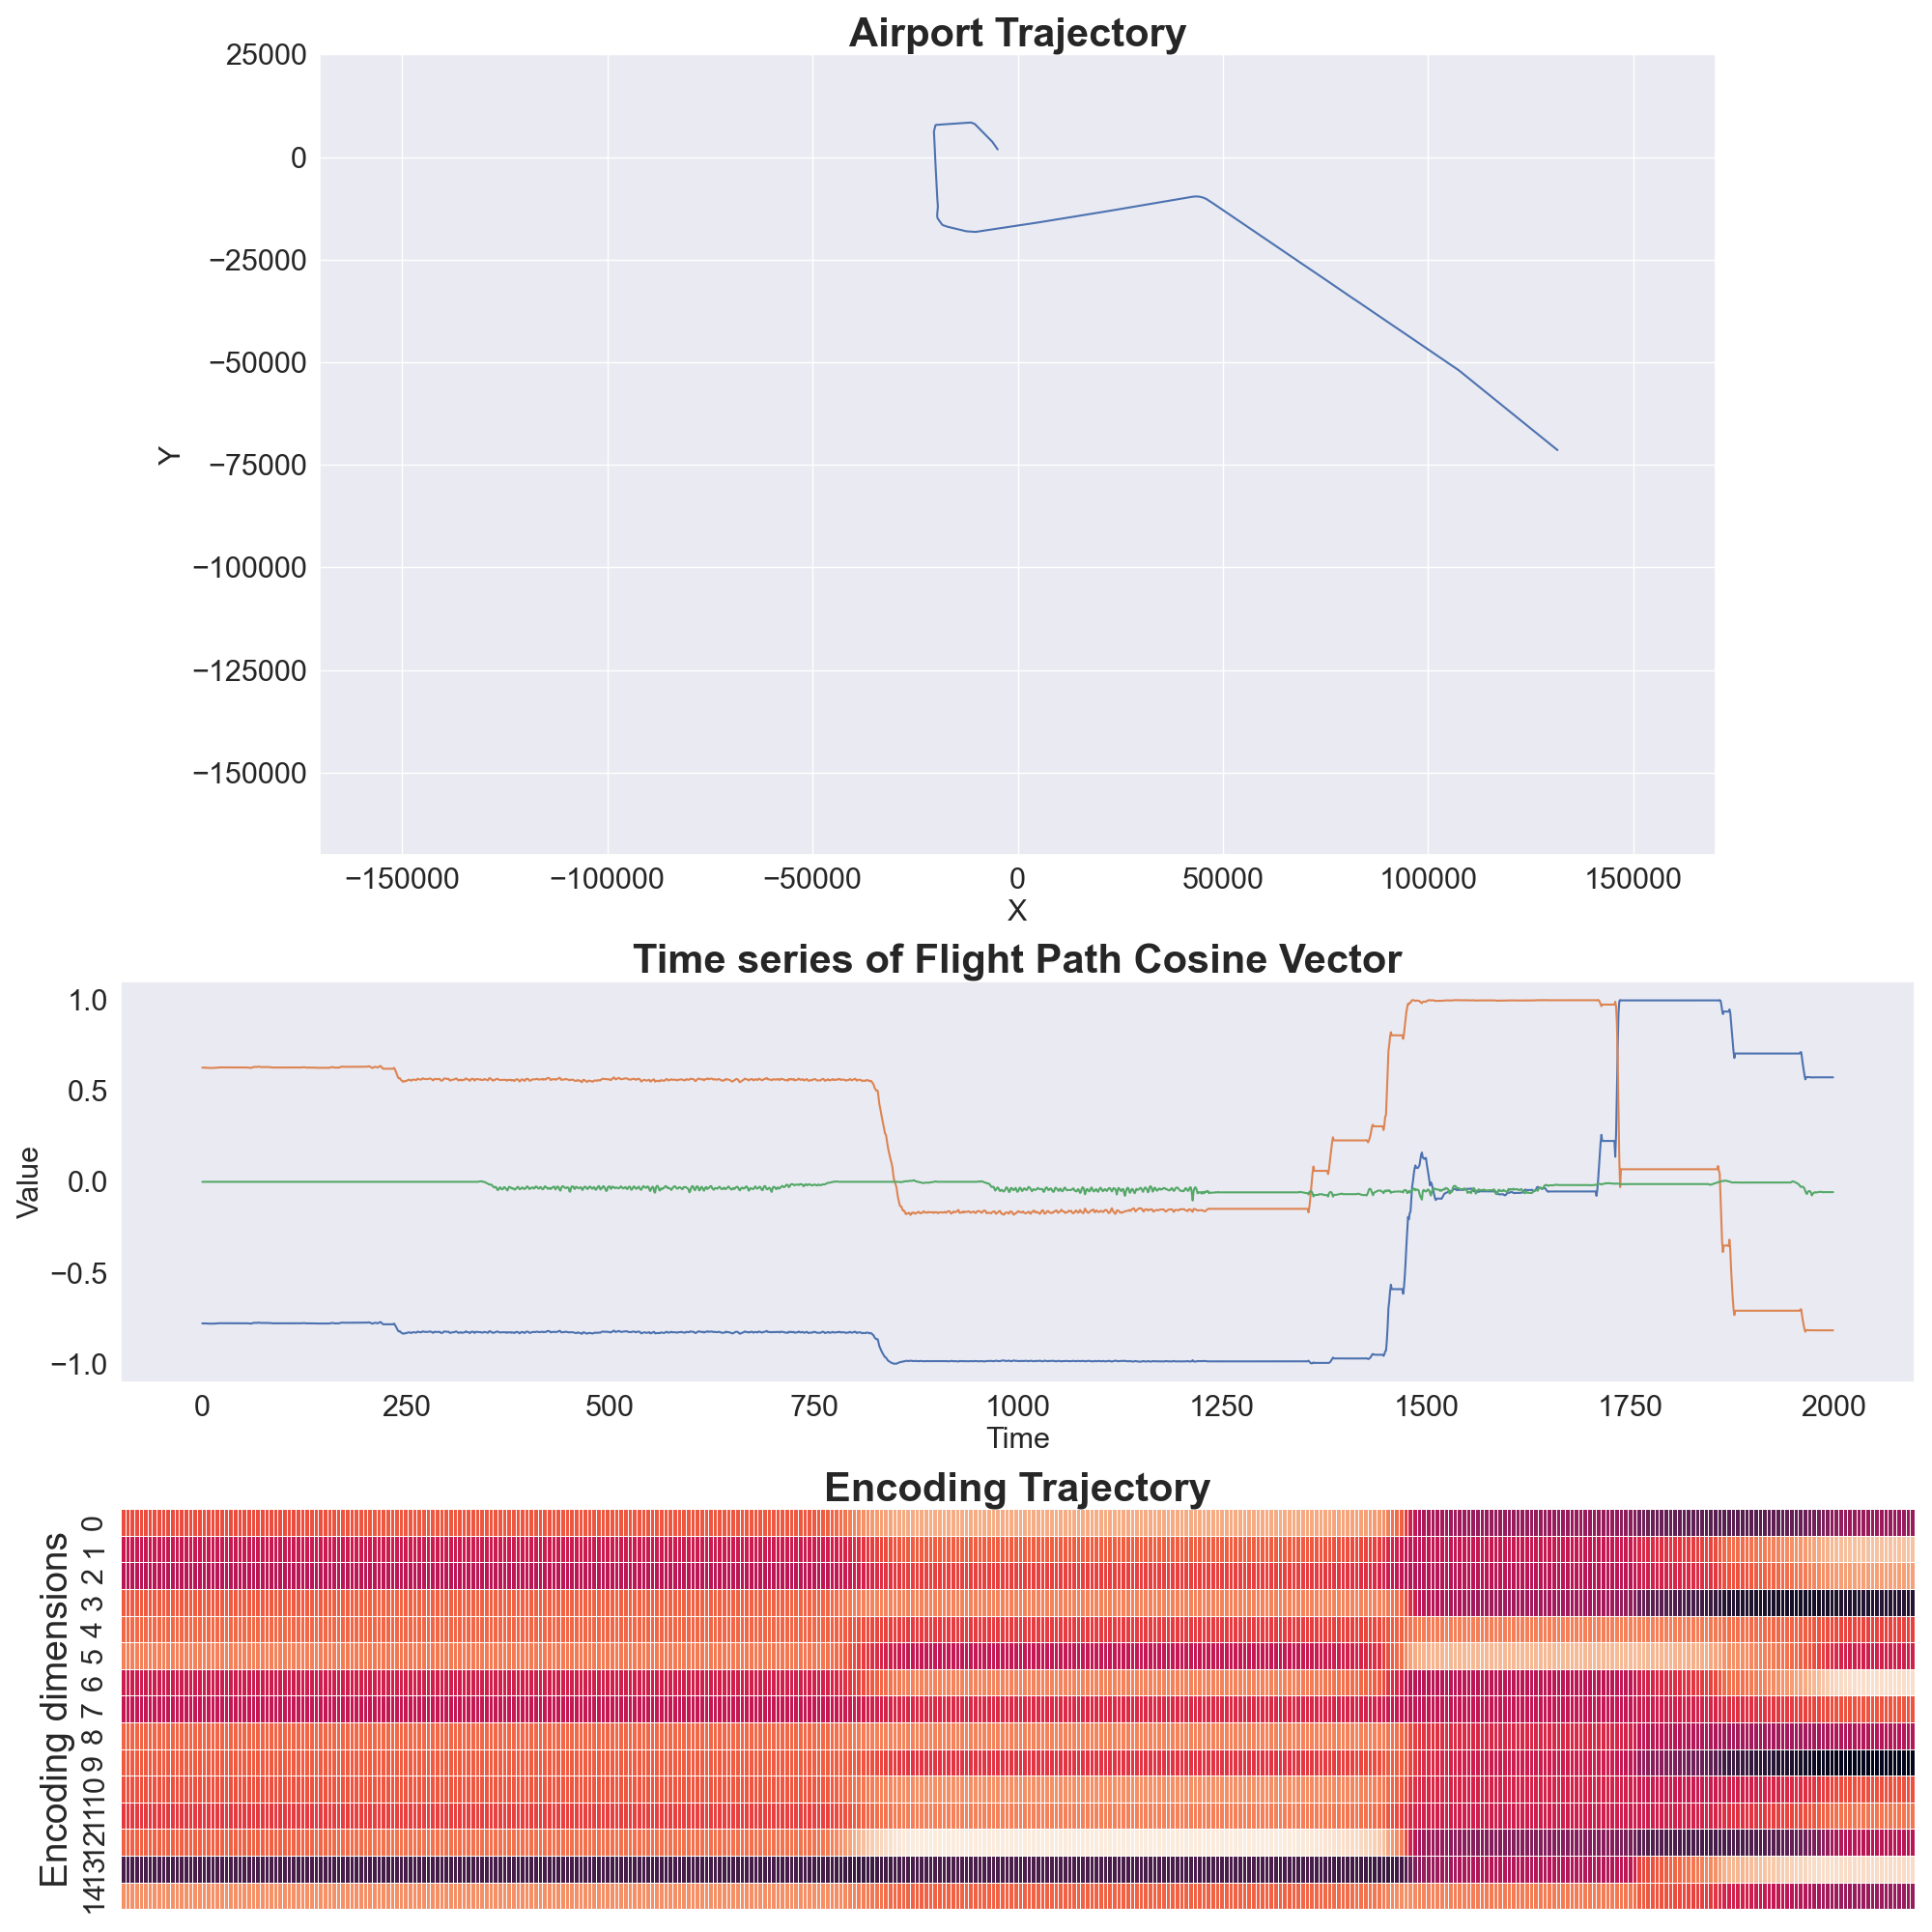 Airport Trajectory
25000
0
−25000
−50000
−75000
−100000
−125000
−150000
Y
−150000 −100000 −50000 0 50000 100000 150000
X
Time series of Flight Path Cosine Vector
1.0
0.5
0.0
−0.5
−1.0
Value
0 250 500 750 1000 1250 1500 1750 2000
Time
Encoding Trajectory
Encoding dimensions
0
1
2
3
4
5
6
7
8
9
10
11
12
13
14